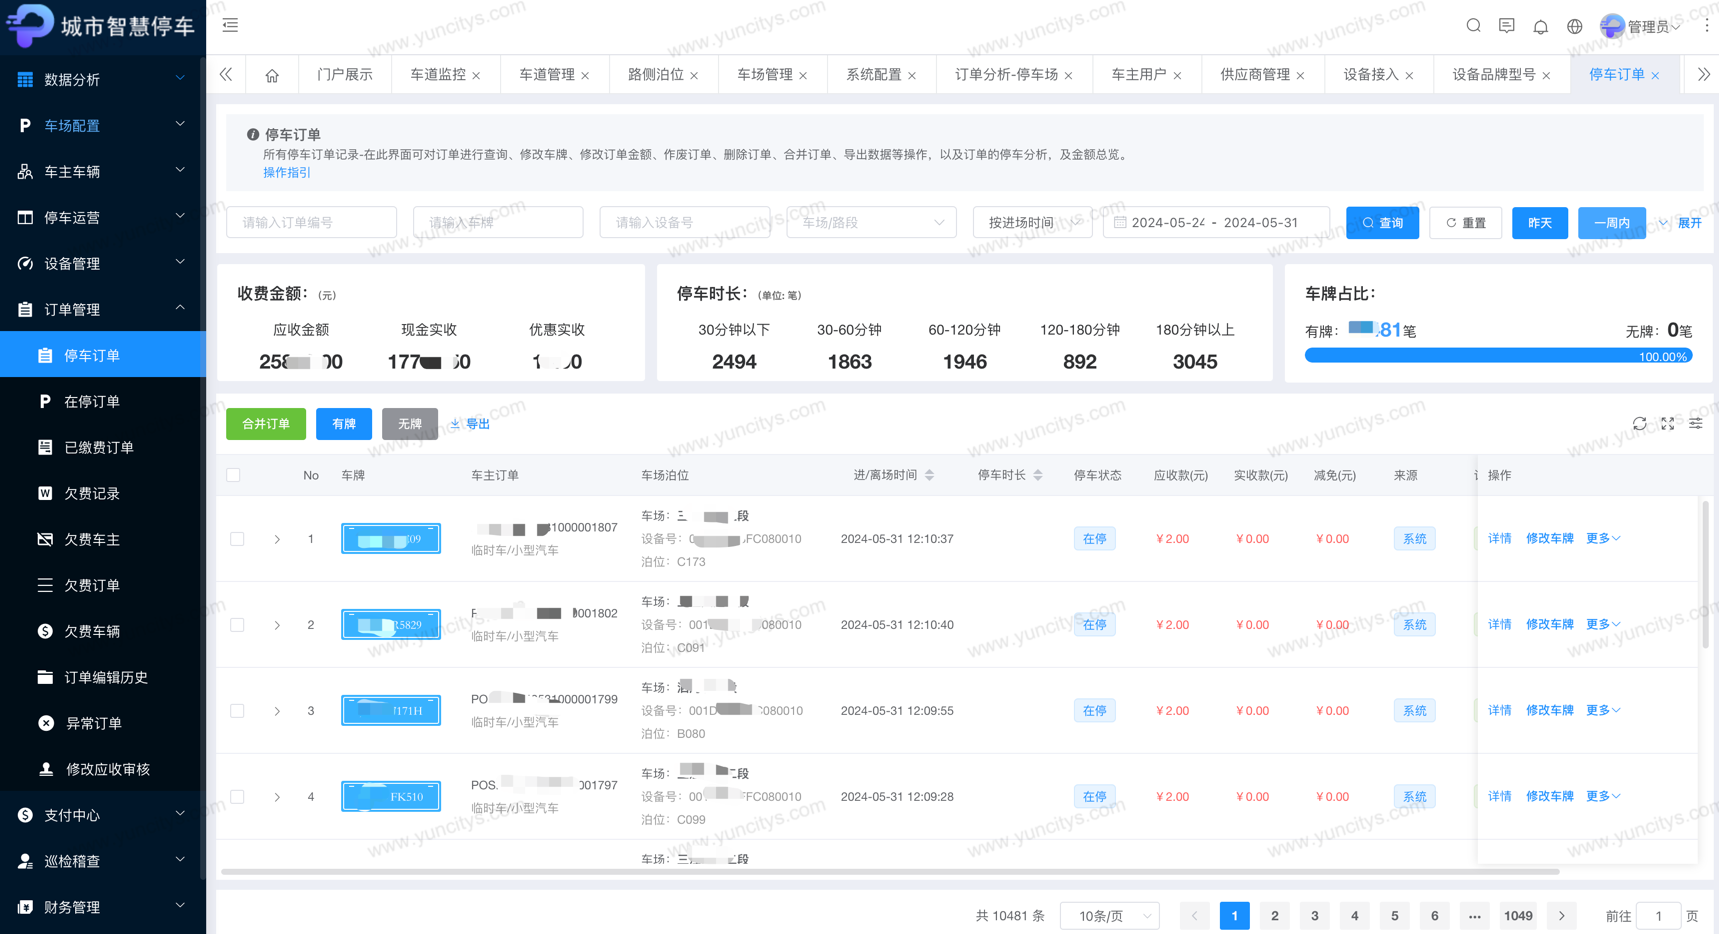 城市智慧停车
管理员
数据分析
车场配置
车主车辆
停车运营
设备管理
订单管理
停车订单
在停订单
已缴费订单
欠费记录
欠费车主
欠费订单
欠费车辆
订单编辑历史
异常订单
修改应收审核
支付中心
巡检稽查
财务管理
门户展示 车道监控 × 车道管理 × 路侧泊位 × 车场管理 × 系统配置 × 订单分析-停车场 × 车主用户 × 供应商管理 × 设备接入 × 设备品牌型号 × 停车订单 ×
停车订单
所有停车订单记录-在此界面可对订单进行查询、修改车牌、修改订单金额、作废订单、删除订单、合并订单、导出数据等操作，以及订单的停车分析，及金额总览。
操作指引
请输入订单编号 请输入车牌 请输入设备号 车场/路段 按进场时间 2024-05-24 - 2024-05-31 查询 重置 昨天 一周内 展开
收费金额： (元)
应收金额 现金实收 优惠实收
停车时长： (单位: 笔)
30分钟以下 30-60分钟 60-120分钟 120-180分钟 180分钟以上
2494 1863 1946 892 3045
车牌占比：
有牌： 81笔 无牌： 0笔
100.00%
合并订单 有牌 无牌 导出
No 车牌 车主订单 车场泊位 进/离场时间 停车时长 停车状态 应收款(元) 实收款(元) 减免(元) 来源 操作
1 1000001807 车场： 段
临时车/小型汽车 设备号： FC080010 2024-05-31 12:10:37 在停 ￥2.00 ￥0.00 ￥0.00 系统 详情 修改车牌 更多
泊位：C173
2 5829 0001802 车场：
临时车/小型汽车 设备号：001 080010 2024-05-31 12:10:40 在停 ￥2.00 ￥0.00 ￥0.00 系统 详情 修改车牌 更多
泊位：C091
3 171H PO 1000001799 车场：
临时车/小型汽车 设备号：001D C080010 2024-05-31 12:09:55 在停 ￥2.00 ￥0.00 ￥0.00 系统 详情 修改车牌 更多
泊位：B080
4 FK510 POS 001797 车场： 段
临时车/小型汽车 设备号：00 FC080010 2024-05-31 12:09:28 在停 ￥2.00 ￥0.00 ￥0.00 系统 详情 修改车牌 更多
泊位：C099
车场：三 段
共 10481 条 10条/页 1 2 3 4 5 6 ... 1049 前往 1 页
www.yuncitys.com